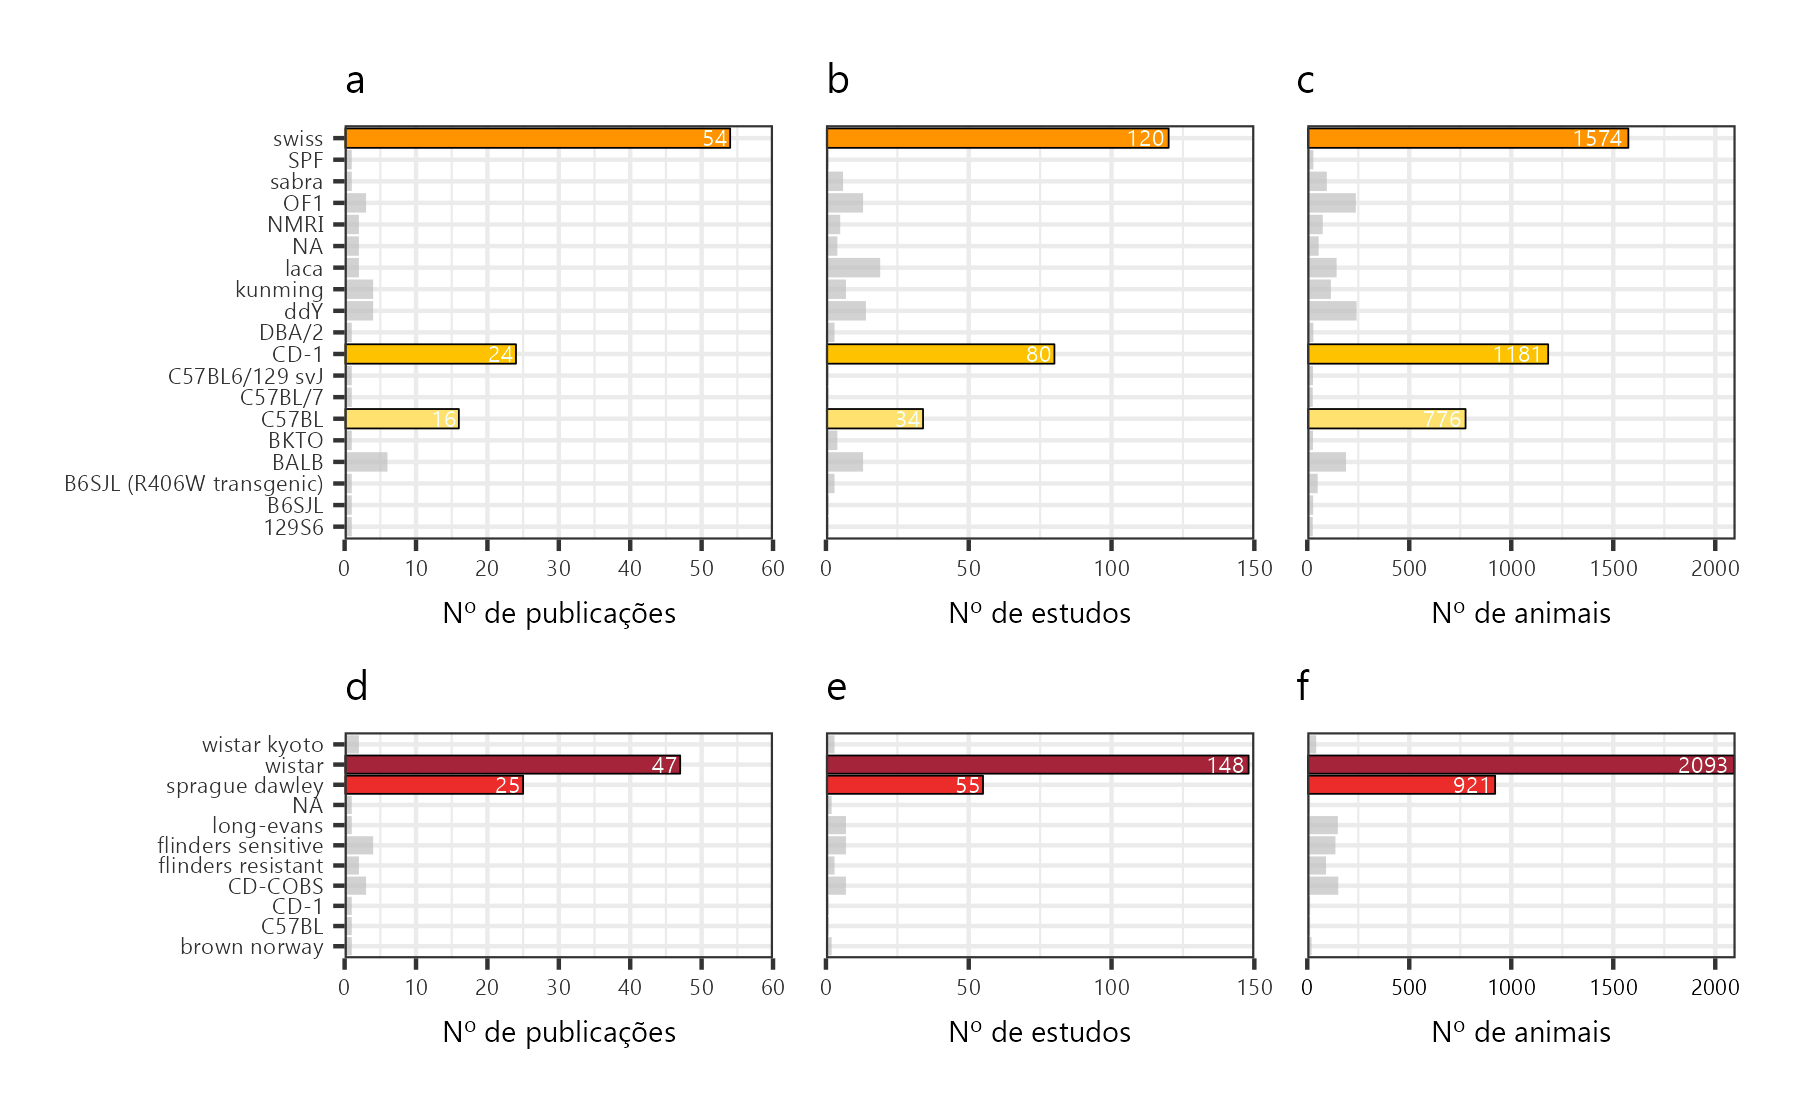 a b c
swiss 54 120 1574
SPF
sabra
OF1
NMRI
NA
laca
kunming
ddY
DBA/2
CD-1 24 80 1181
C57BL6/129 svJ
C57BL/7
C57BL 16 34 776
BKTO
BALB
B6SJL (R406W transgenic)
B6SJL
129S6
0 10 20 30 40 50 60 0 50 100 150 0 500 1000 1500 2000
Nº de publicações Nº de estudos Nº de animais
d e f
wistar kyoto
wistar 47 148 2093
sprague dawley 25 55 921
NA
long-evans
flinders sensitive
flinders resistant
CD-COBS
CD-1
C57BL
brown norway
0 10 20 30 40 50 60 0 50 100 150 0 500 1000 1500 2000
Nº de publicações Nº de estudos Nº de animais